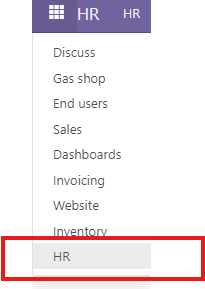 HR HR
Discuss
Gas shop
End users
Sales
Dashboards
Invoicing
Website
Inventory
HR